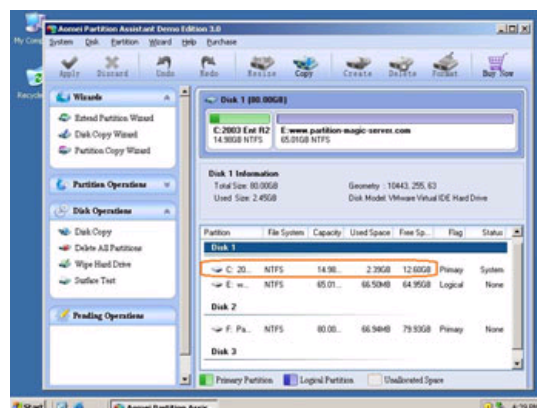 My Comp
Recycle
Aomei Partition Assistant Demo Edition 3.0
System Disk Partition Wizard Help Purchase
Apply Discard Undo Redo Resize Copy Create Delete Format Buy Now
Wizards
Extend Partition Wizard
Disk Copy Wizard
Partition Copy Wizard
Partition Operations
Disk Operations
Disk Copy
Delete All Partitions
Wipe Hard Drive
Surface Test
Pending Operations
Disk 1 (80.00GB)
C:2003 Ent R2
14.98GB NTFS
E:www.partition-magic-server.com
65.01GB NTFS
Disk 1 Information
Total Size: 80.00GB
Geometry : 10443, 255, 63
Used Size: 2.45GB
Disk Model: VMware Virtual IDE Hard Drive
Partition File System Capacity Used Space Free Sp... Flag Status
Disk 1
C: 20... NTFS 14.98... 2.39GB 12.60GB Primary System
E: w... NTFS 65.01... 66.50MB 64.95GB Logical None
Disk 2
F: Pa... NTFS 80.00... 66.94MB 79.93GB Primary None
Disk 3
Primary Partition Logical Partition Unallocated Space
Start
Aomei Partition Assis...
4:29 PM